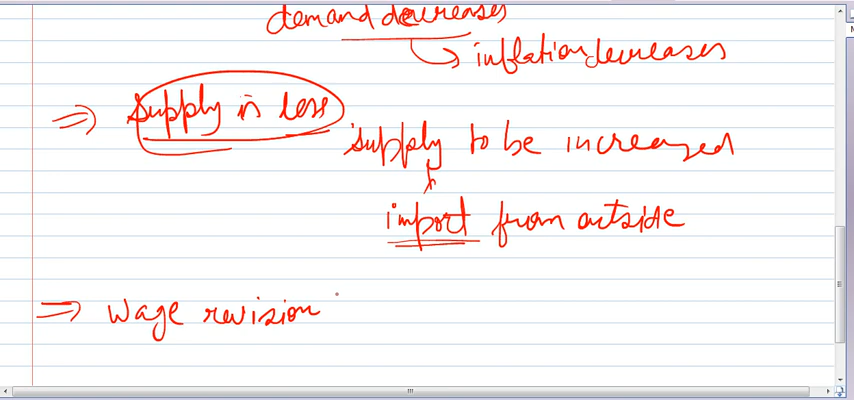 demand decreases
↳ inflation decreases
⇒ supply is less
supply to be increased
import from outside
⇒ wage revision